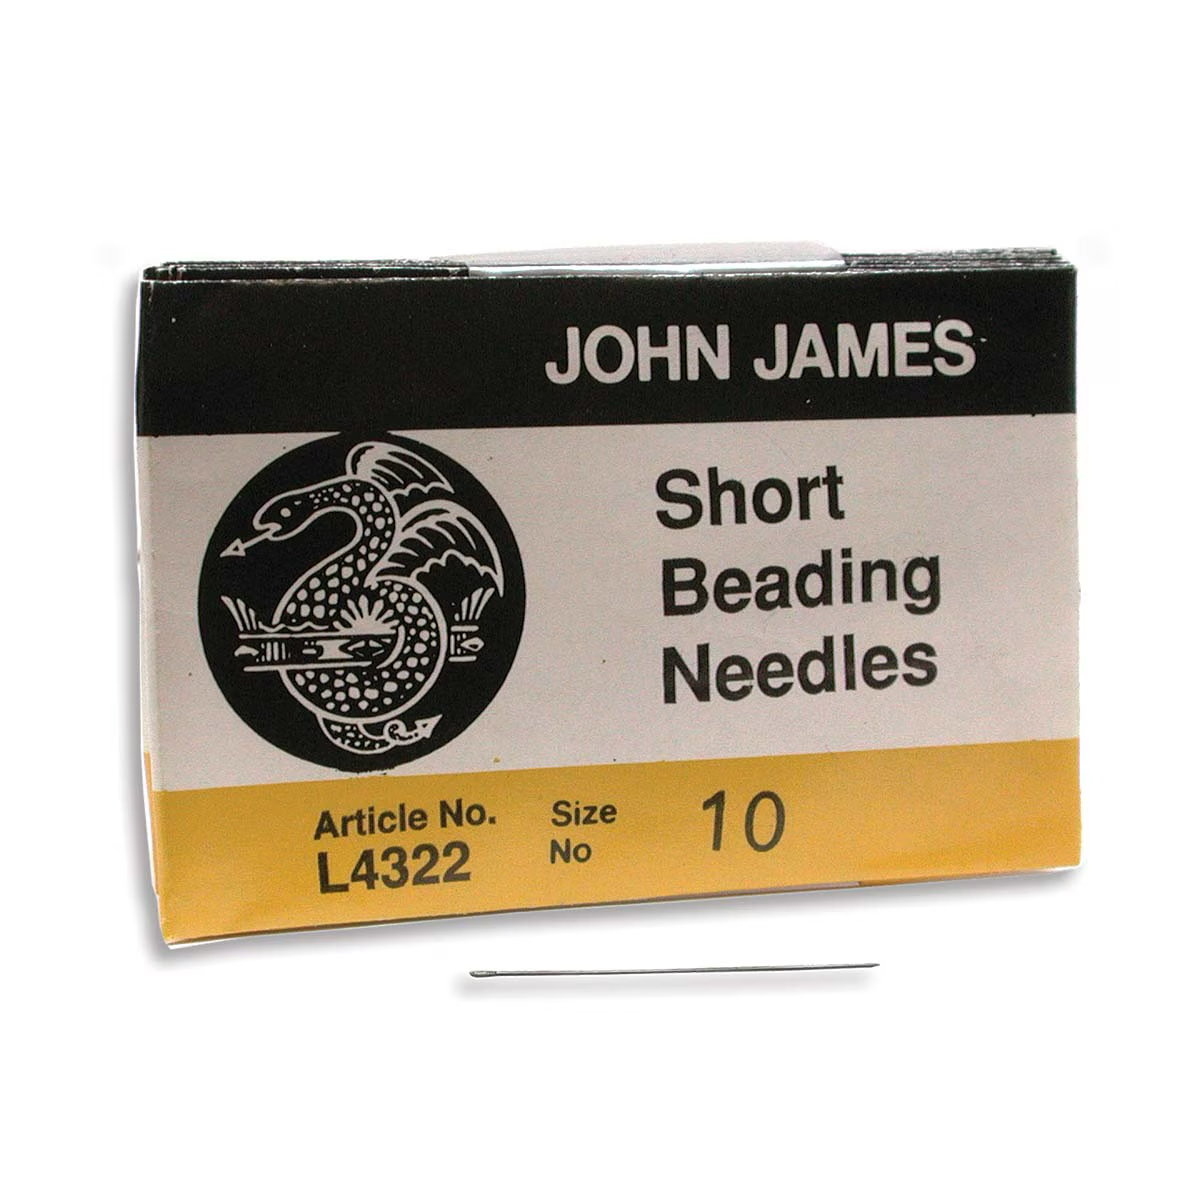 JOHN JAMES
Short
Beading
Needles
Article No.
L4322
Size
No
10